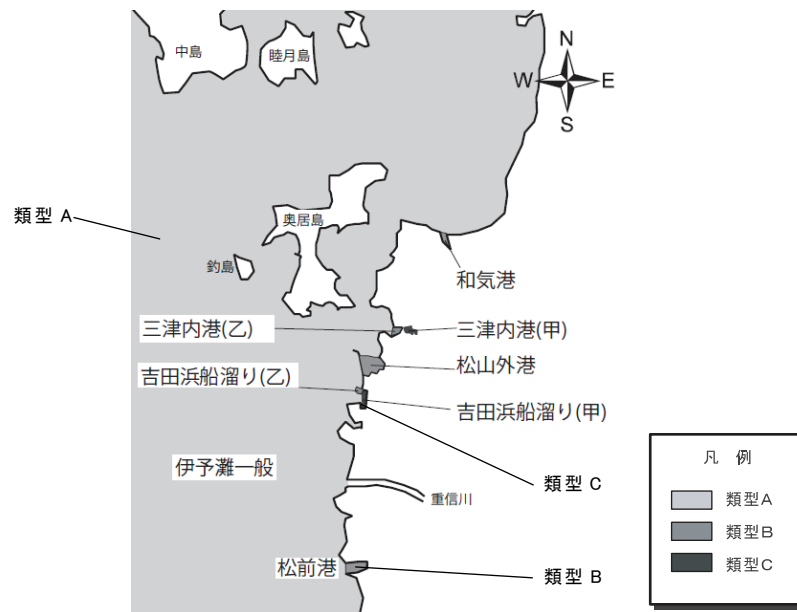 中島
睦月島
N
W
E
S
類型 A
奥居島
釣島
和気港
三津内港(乙)
三津内港(甲)
松山外港
吉田浜船溜り(乙)
吉田浜船溜り(甲)
伊予灘一般
類型 C
重信川
松前港
類型 B
凡 例
類型A
類型B
類型C